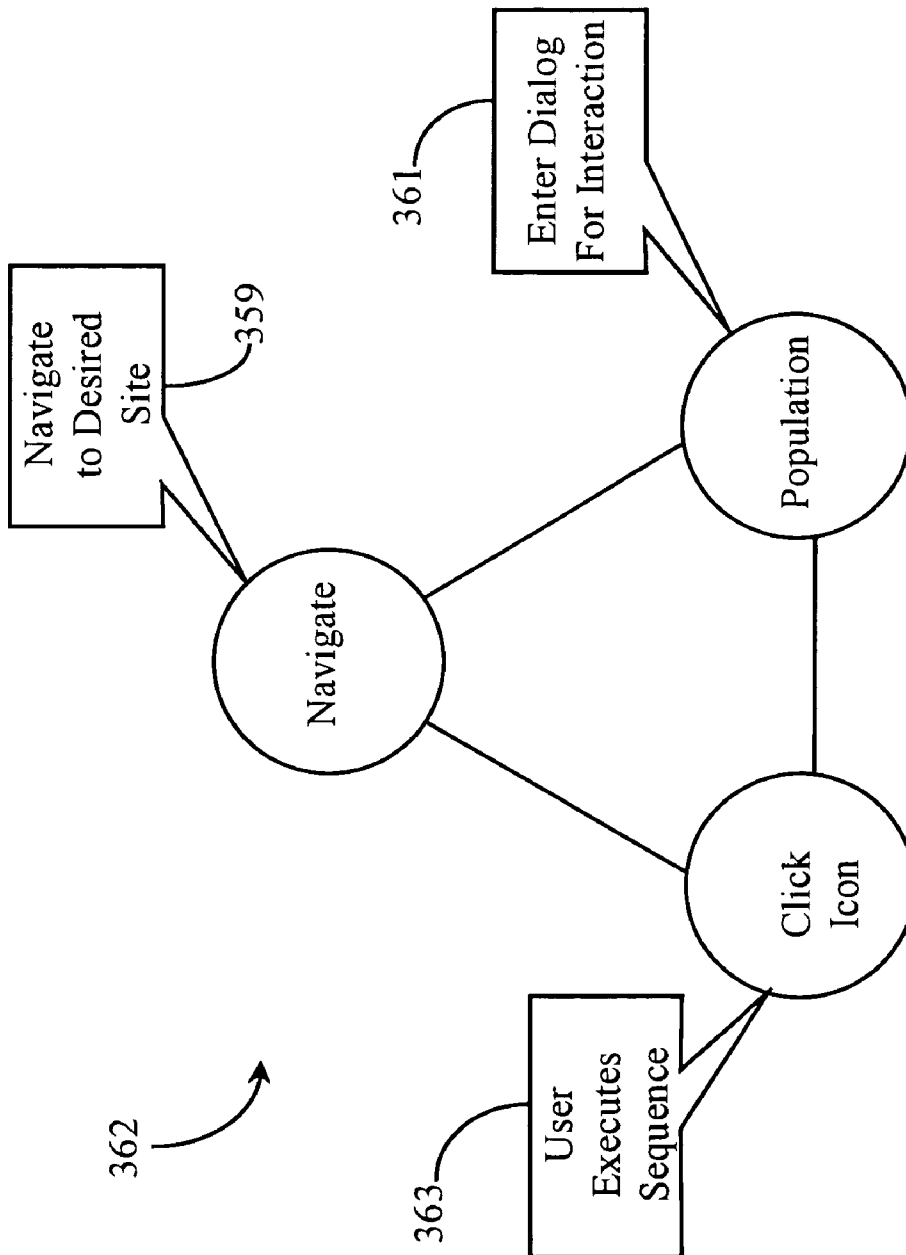 362
363
User
Executes
Sequence
Click
Icon
Navigate
Navigate
to Desired
Site
359
361
Enter Dialog
For Interaction
Population